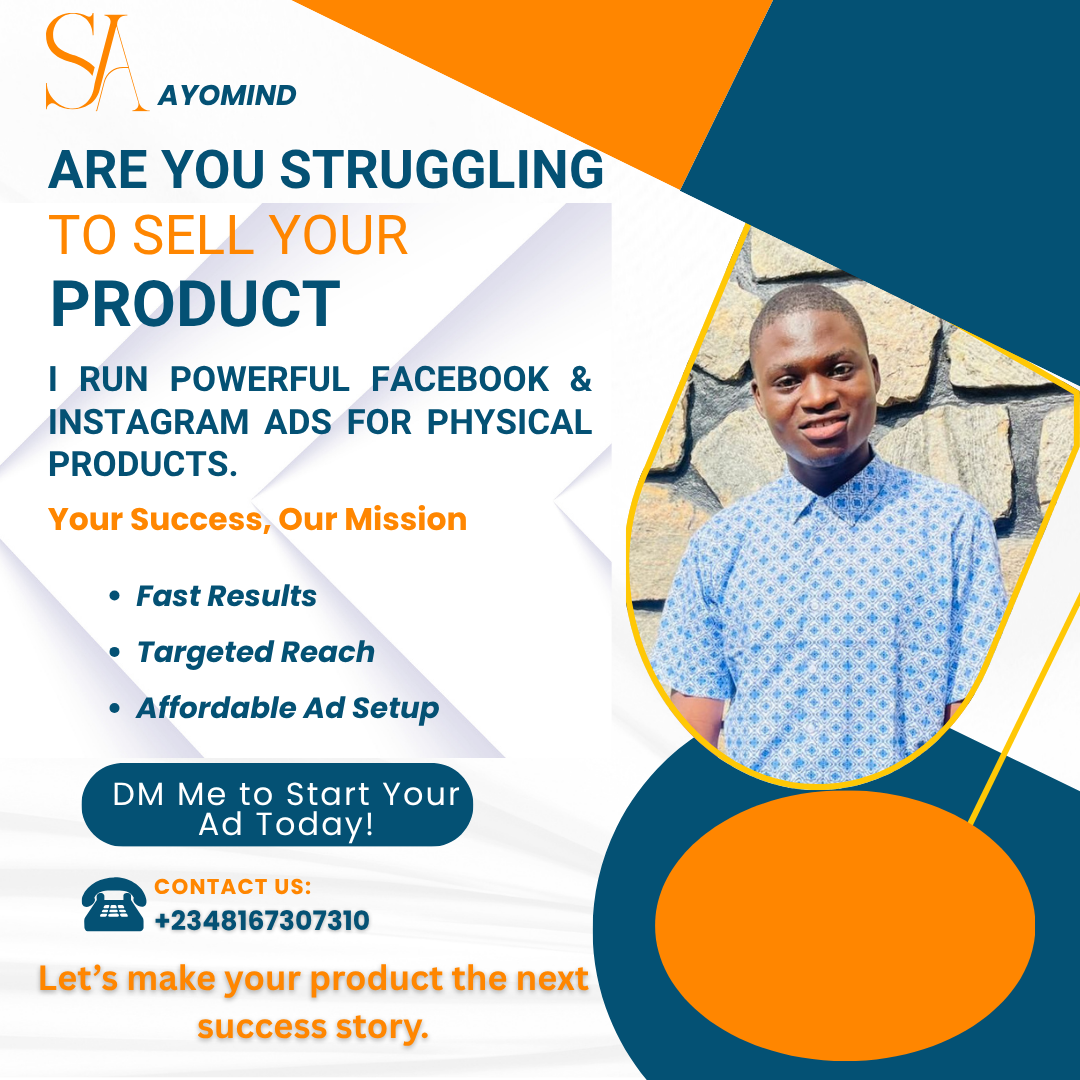 SA
AYOMIND
ARE YOU STRUGGLING
TO SELL YOUR
PRODUCT
I RUN POWERFUL FACEBOOK &
INSTAGRAM ADS FOR PHYSICAL
PRODUCTS.
Your Success, Our Mission
• Fast Results
• Targeted Reach
• Affordable Ad Setup
DM Me to Start Your
Ad Today!
CONTACT US:
+2348167307310
Let’s make your product the next
success story.